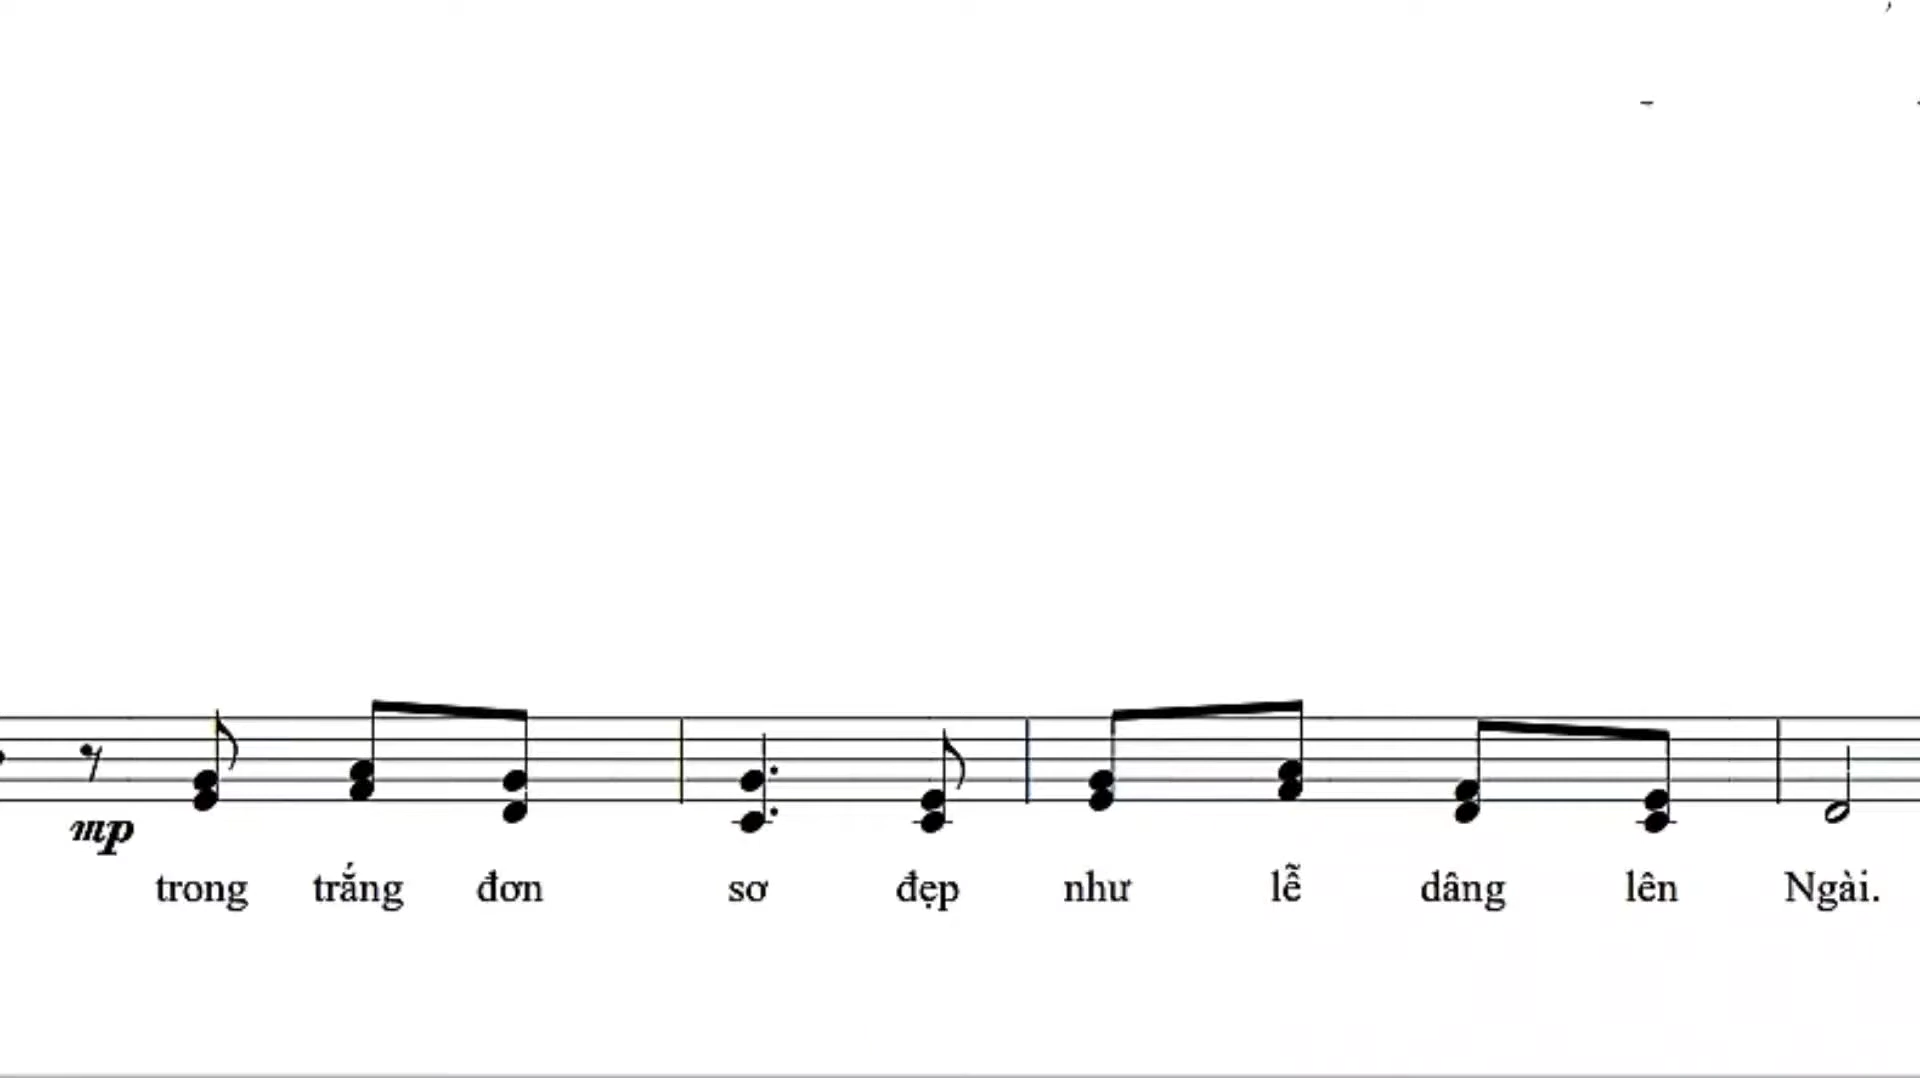 mp
trong trắng đơn sơ đẹp như lễ dâng lên Ngài.